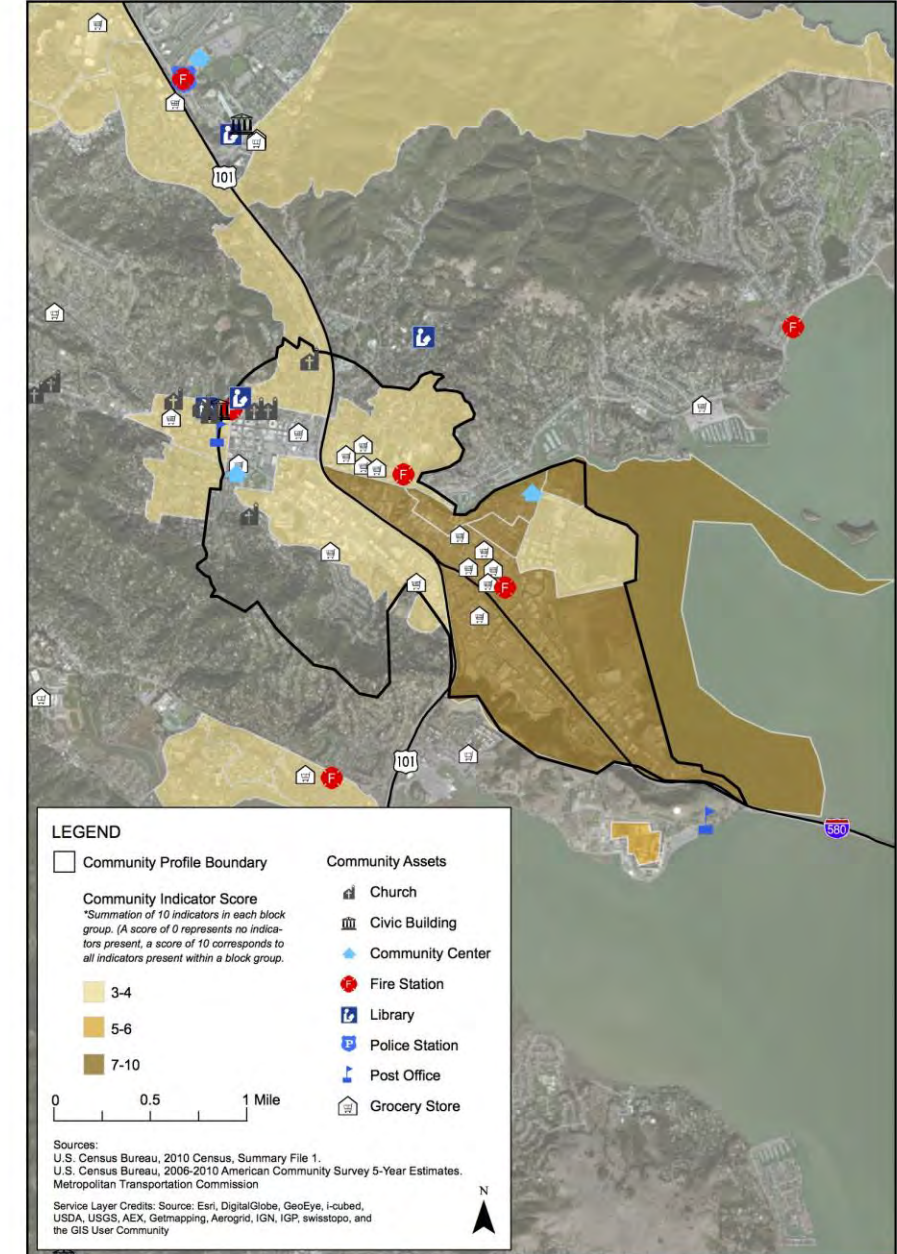 F
101
F
F
F
F
101
580
LEGEND
Community Profile Boundary
Community Indicator Score
*Summation of 10 indicators in each block
group. (A score of 0 represents no indica-
tors present, a score of 10 corresponds to
all indicators present within a block group.
3-4
5-6
7-10
0 0.5 1 Mile
Community Assets
Church
Civic Building
Community Center
F Fire Station
Library
P Police Station
Post Office
Grocery Store
Sources:
U.S. Census Bureau, 2010 Census, Summary File 1.
U.S. Census Bureau, 2006-2010 American Community Survey 5-Year Estimates.
Metropolitan Transportation Commission
Service Layer Credits: Source: Esri, DigitalGlobe, GeoEye, i-cubed,
USDA, USGS, AEX, Getmapping, Aerogrid, IGN, IGP, swisstopo, and
the GIS User Community
N